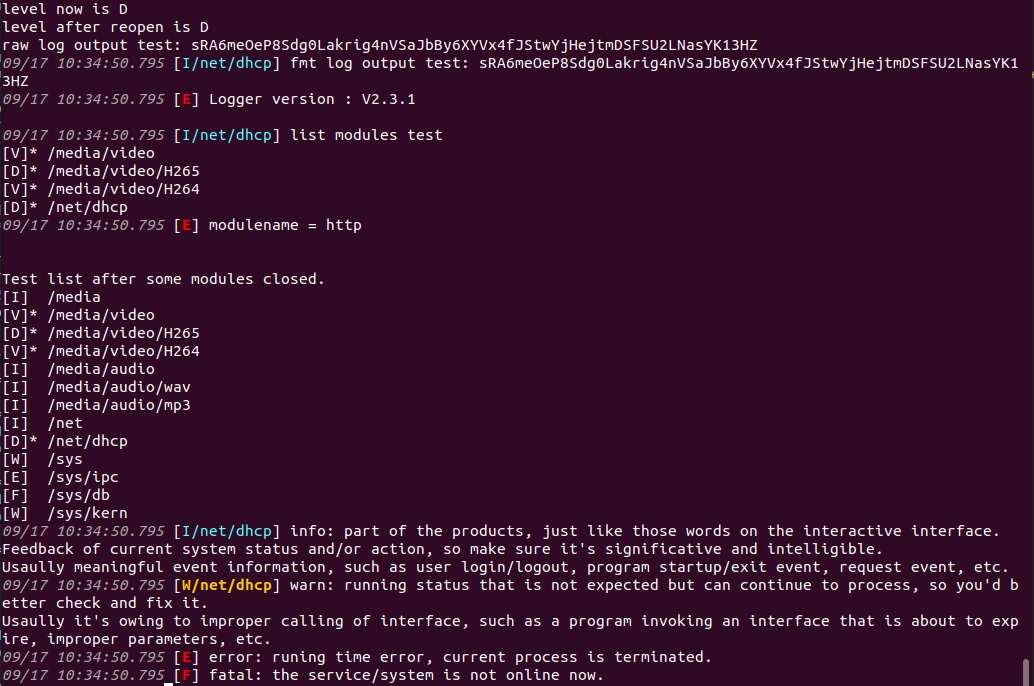 level now is D
level after reopen is D
raw log output test: sRA6meOeP8Sdg0Lakrig4nVSaJbBy6XYVx4fJStwYjHejtmDSFSU2LNasYK13HZ
09/17 10:34:50.795 [I/net/dhcp] fmt log output test: sRA6meOeP8Sdg0Lakrig4nVSaJbBy6XYVx4fJStwYjHejtmDSFSU2LNasYK1
3HZ
09/17 10:34:50.795 [E] Logger version : V2.3.1
09/17 10:34:50.795 [I/net/dhcp] list modules test
[V]* /media/video
[D]* /media/video/H265
[V]* /media/video/H264
[D]* /net/dhcp
09/17 10:34:50.795 [E] modulename = http
Test list after some modules closed.
[I]  /media
[V]* /media/video
[D]* /media/video/H265
[V]* /media/video/H264
[I]  /media/audio
[I]  /media/audio/wav
[I]  /media/audio/mp3
[I]  /net
[D]* /net/dhcp
[W]  /sys
[E]  /sys/ipc
[F]  /sys/db
[W]  /sys/kern
09/17 10:34:50.795 [I/net/dhcp] info: part of the products, just like those words on the interactive interface.
feedback of current system status and/or action, so make sure it's significative and intelligible.
Usaully meaningful event information, such as user login/logout, program startup/exit event, request event, etc.
09/17 10:34:50.795 [W/net/dhcp] warn: running status that is not expected but can continue to process, so you'd b
etter check and fix it.
Usaully it's owing to improper calling of interface, such as a program invoking an interface that is about to exp
ire, improper parameters, etc.
09/17 10:34:50.795 [E] error: runing time error, current process is terminated.
09/17 10:34:50.795 [F] fatal: the service/system is not online now.